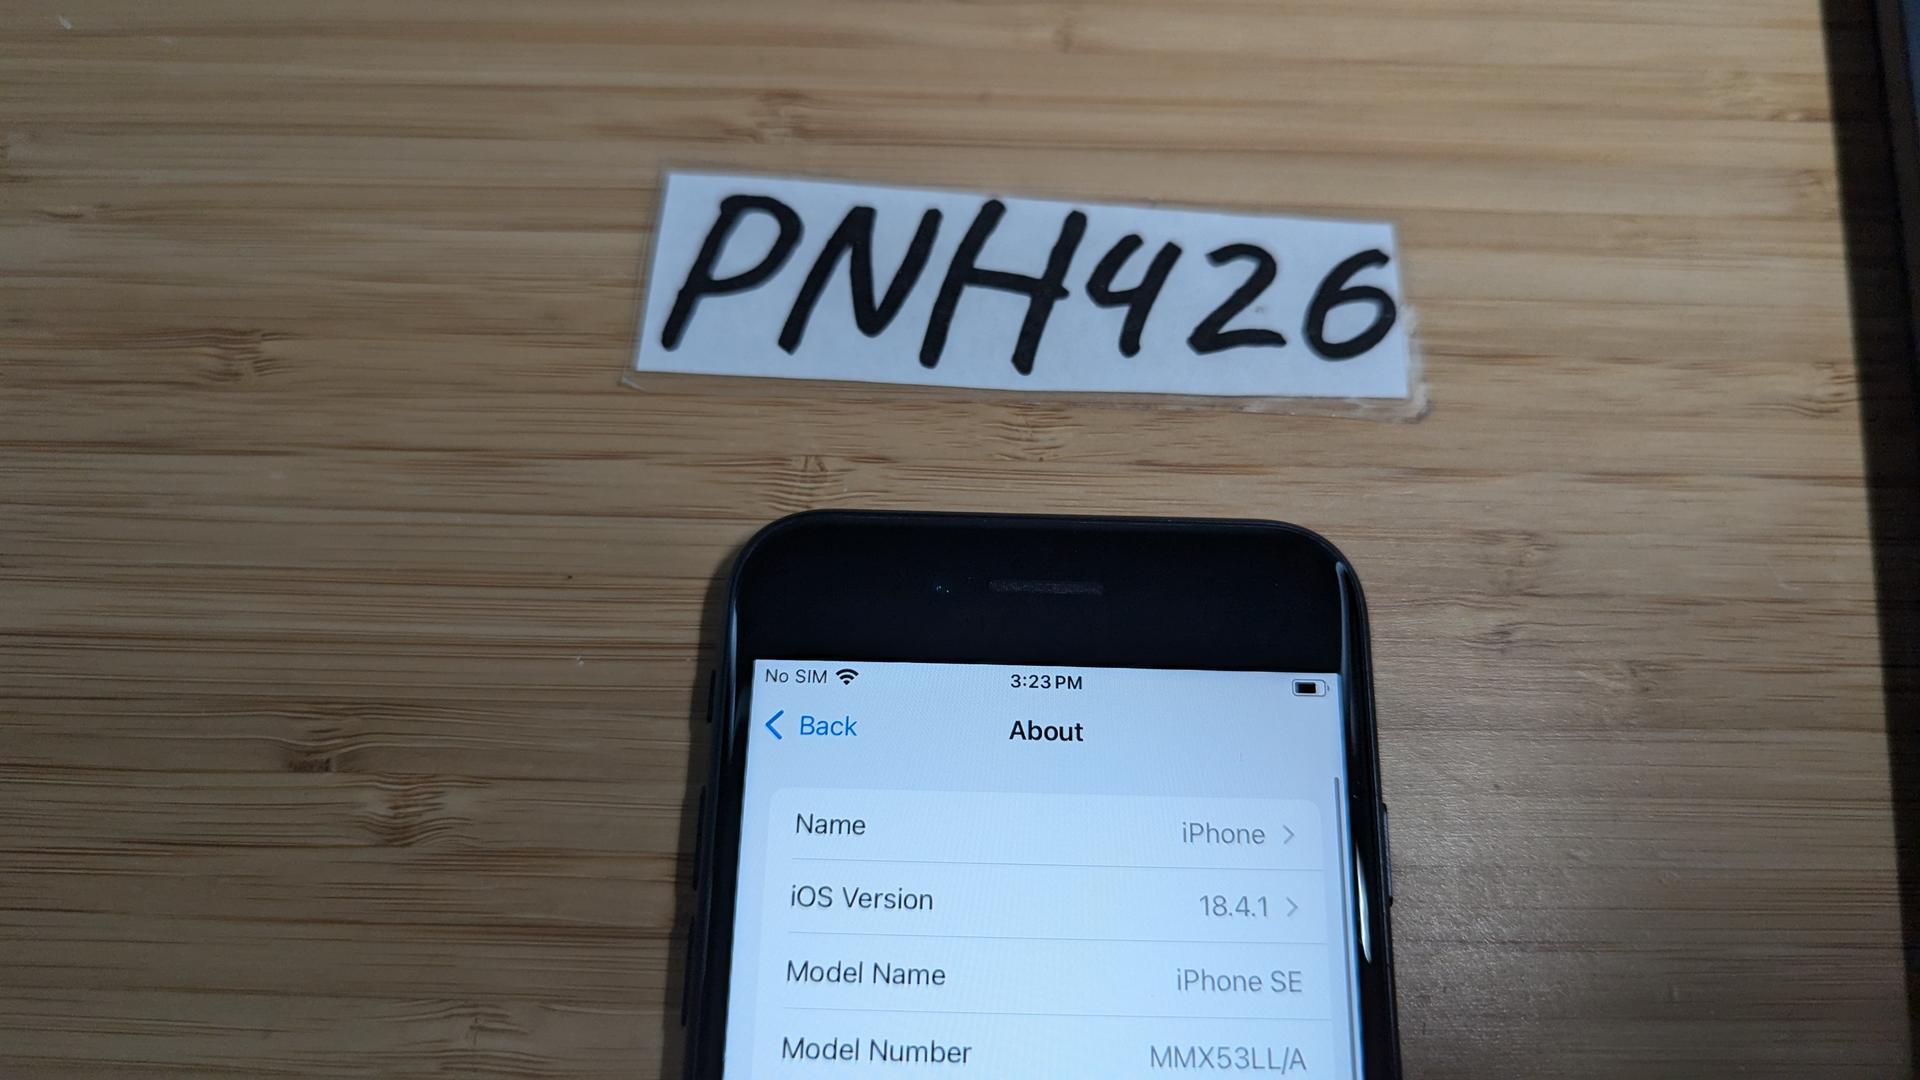 PNH426
No SIM 3:23 PM
Back About
Name iPhone
iOS Version 18.4.1
Model Name iPhone SE
Model Number MMX53LL/A